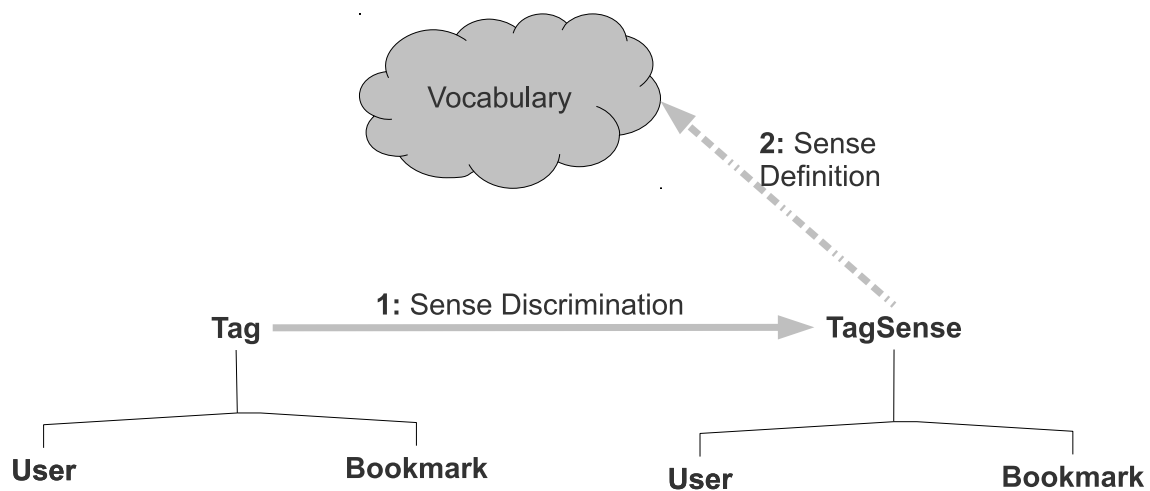 Vocabulary
2: Sense
Definition
1: Sense Discrimination
Tag
TagSense
User
Bookmark
User
Bookmark